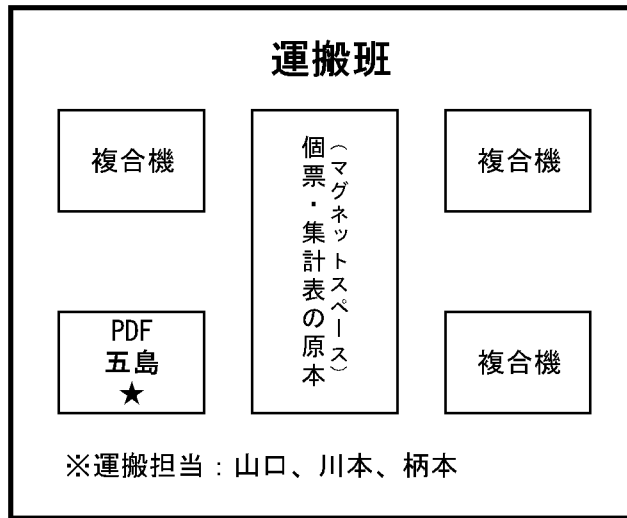 運搬班
複合機
個票・集計表の原本
（マグネットスペース）
複合機
PDF
五島
★
複合機
※運搬担当：山口、川本、柄本